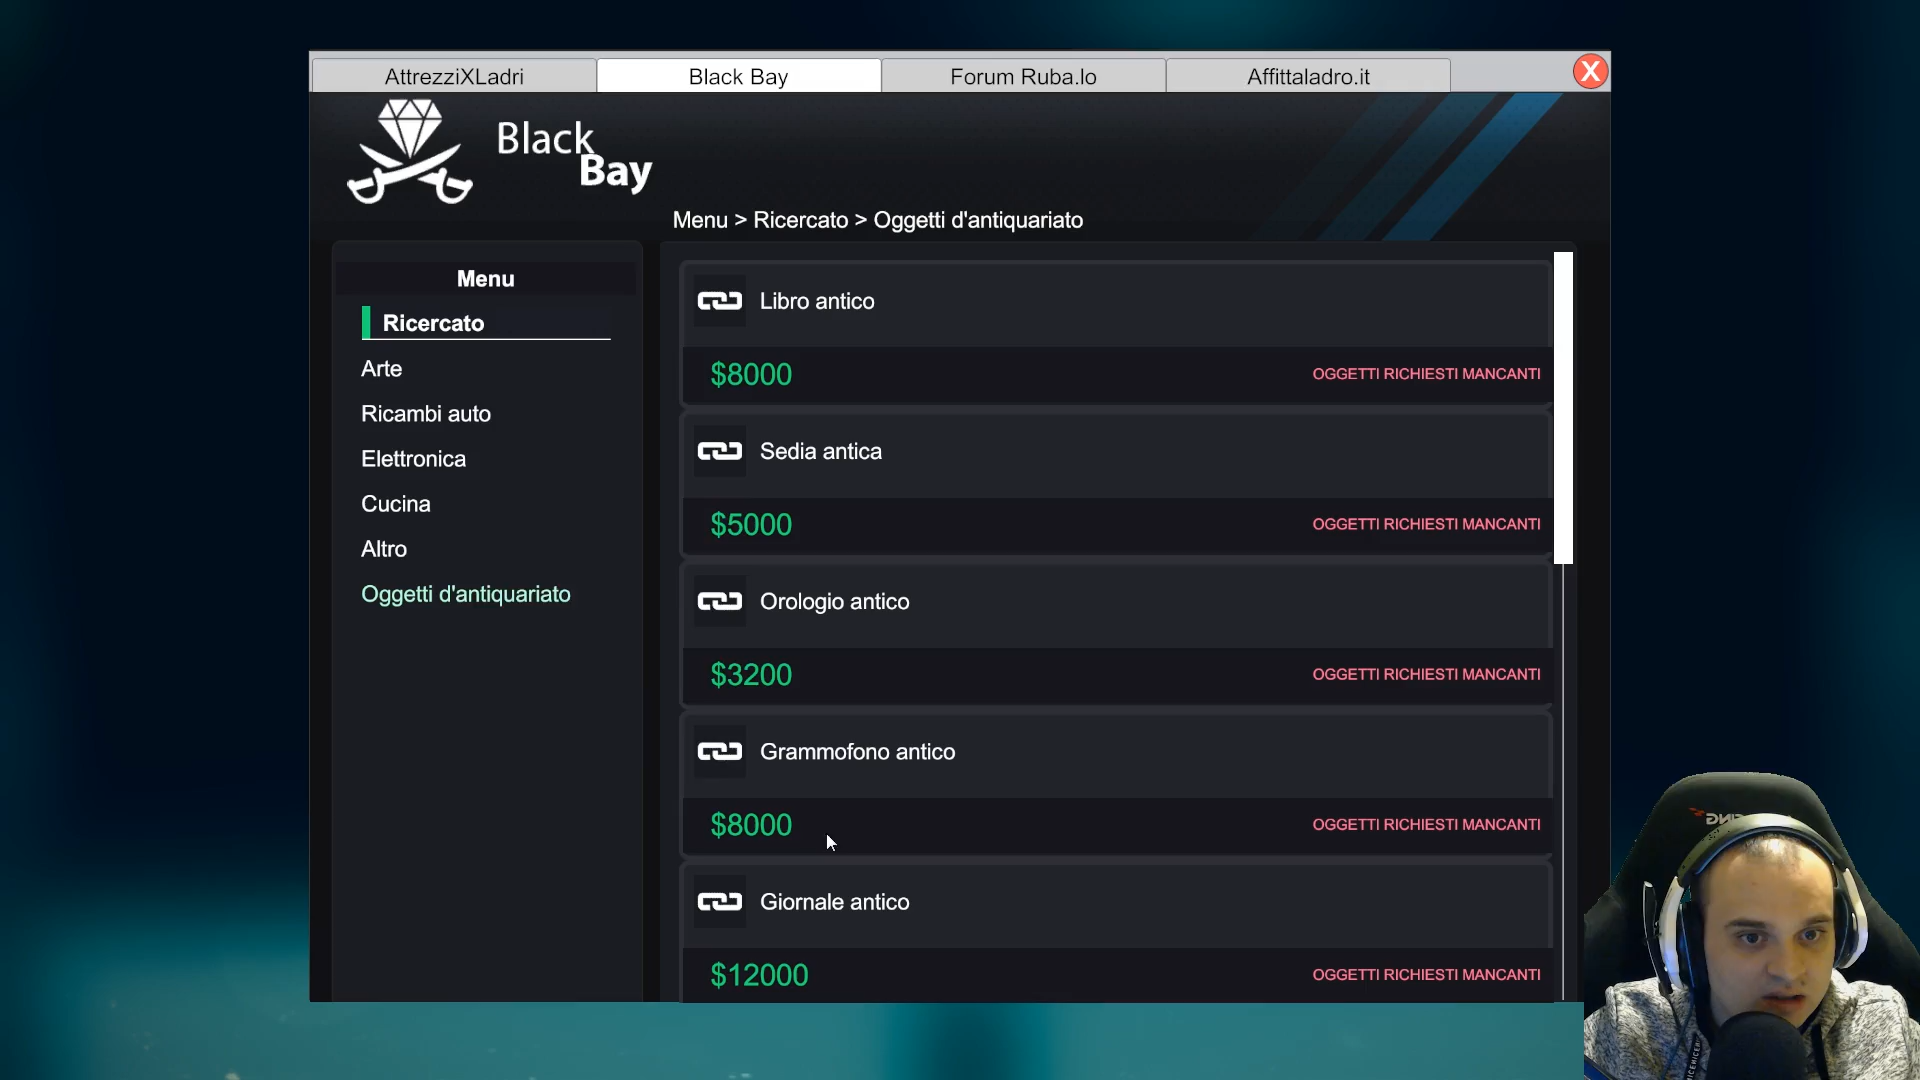 AttrezziXLadri
Black Bay
Forum Ruba.lo
Affittaladro.it
X
Black
Bay
Menu > Ricercato > Oggetti d'antiquariato
Menu
Ricercato
Arte
Ricambi auto
Elettronica
Cucina
Altro
Oggetti d'antiquariato
Libro antico
$8000
OGGETTI RICHIESTI MANCANTI
Sedia antica
$5000
OGGETTI RICHIESTI MANCANTI
Orologio antico
$3200
OGGETTI RICHIESTI MANCANTI
Grammofono antico
$8000
OGGETTI RICHIESTI MANCANTI
Giornale antico
$12000
OGGETTI RICHIESTI MANCANTI